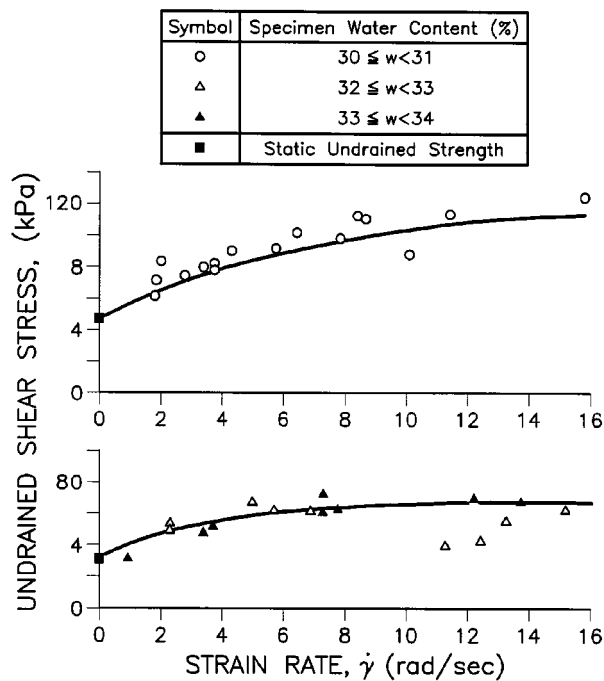 Symbol Specimen Water Content (%)
○ 30 ≦ w<31
△ 32 ≦ w<33
▲ 33 ≦ w<34
■ Static Undrained Strength
UNDRAINED SHEAR STRESS, (kPa)
120
8
4
0
0 2 4 6 8 10 12 14 16
80
4
0
0 2 4 6 8 10 12 14 16
STRAIN RATE, γ̇ (rad/sec)